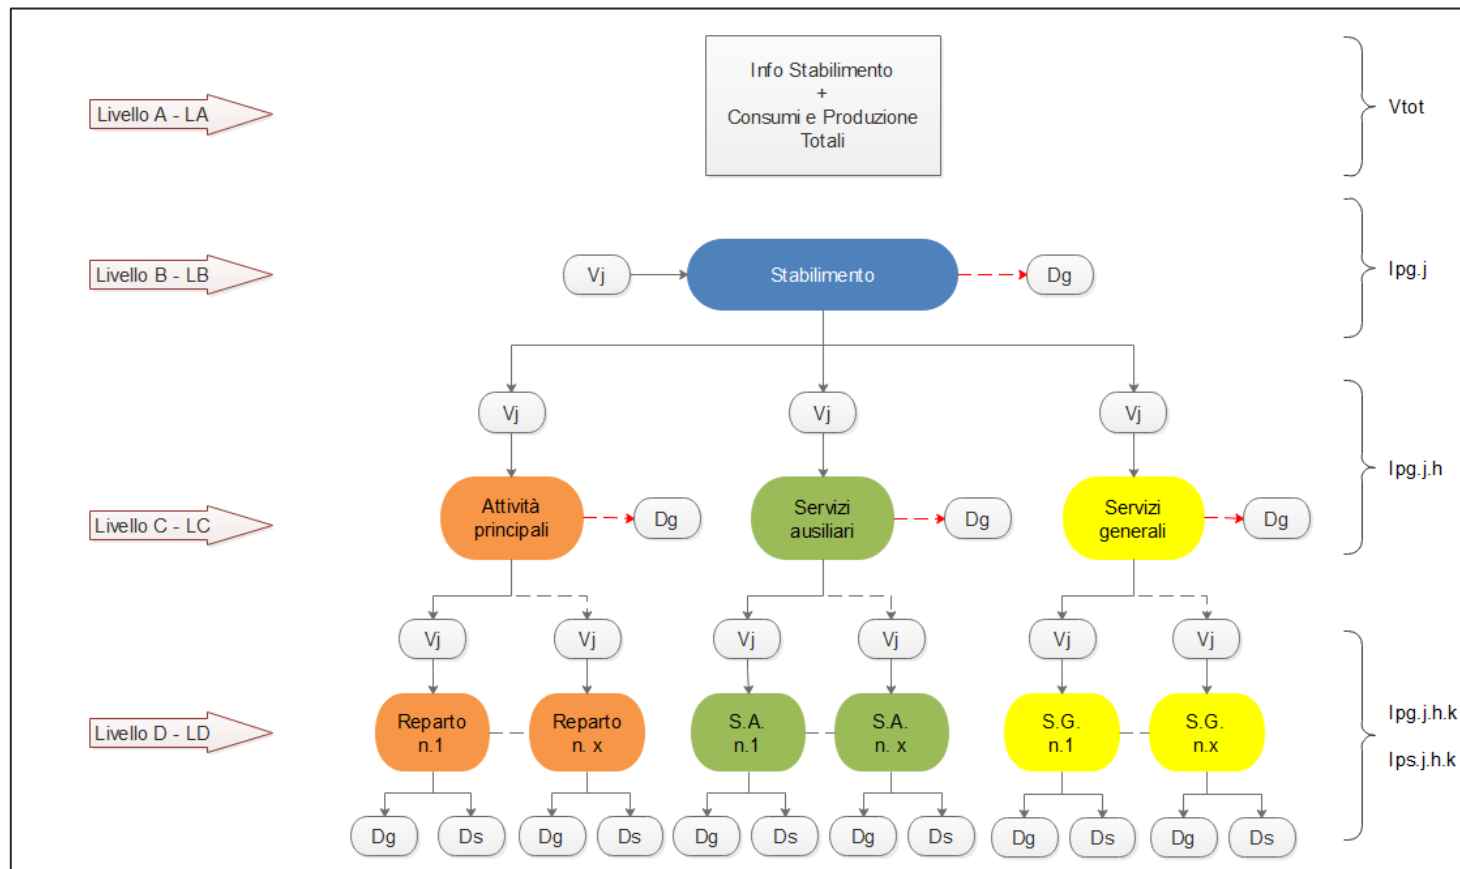 Info Stabilimento
+
Consumi e Produzione
Totali
Livello A - LA
Vtot
Livello B - LB
Vj
Stabilimento
Dg
Ipg.j
Vj
Vj
Vj
Ipg.j.h
Livello C - LC
Attività
principali
Dg
Servizi
ausiliari
Dg
Servizi
generali
Dg
Vj
Vj
Vj
Vj
Vj
Vj
Livello D - LD
Reparto
n.1
Reparto
n. x
S.A.
n.1
S.A.
n. x
S.G.
n.1
S.G.
n.x
Ipg.j.h.k
Ips.j.h.k
Dg
Ds
Dg
Ds
Dg
Ds
Dg
Ds
Dg
Ds
Dg
Ds